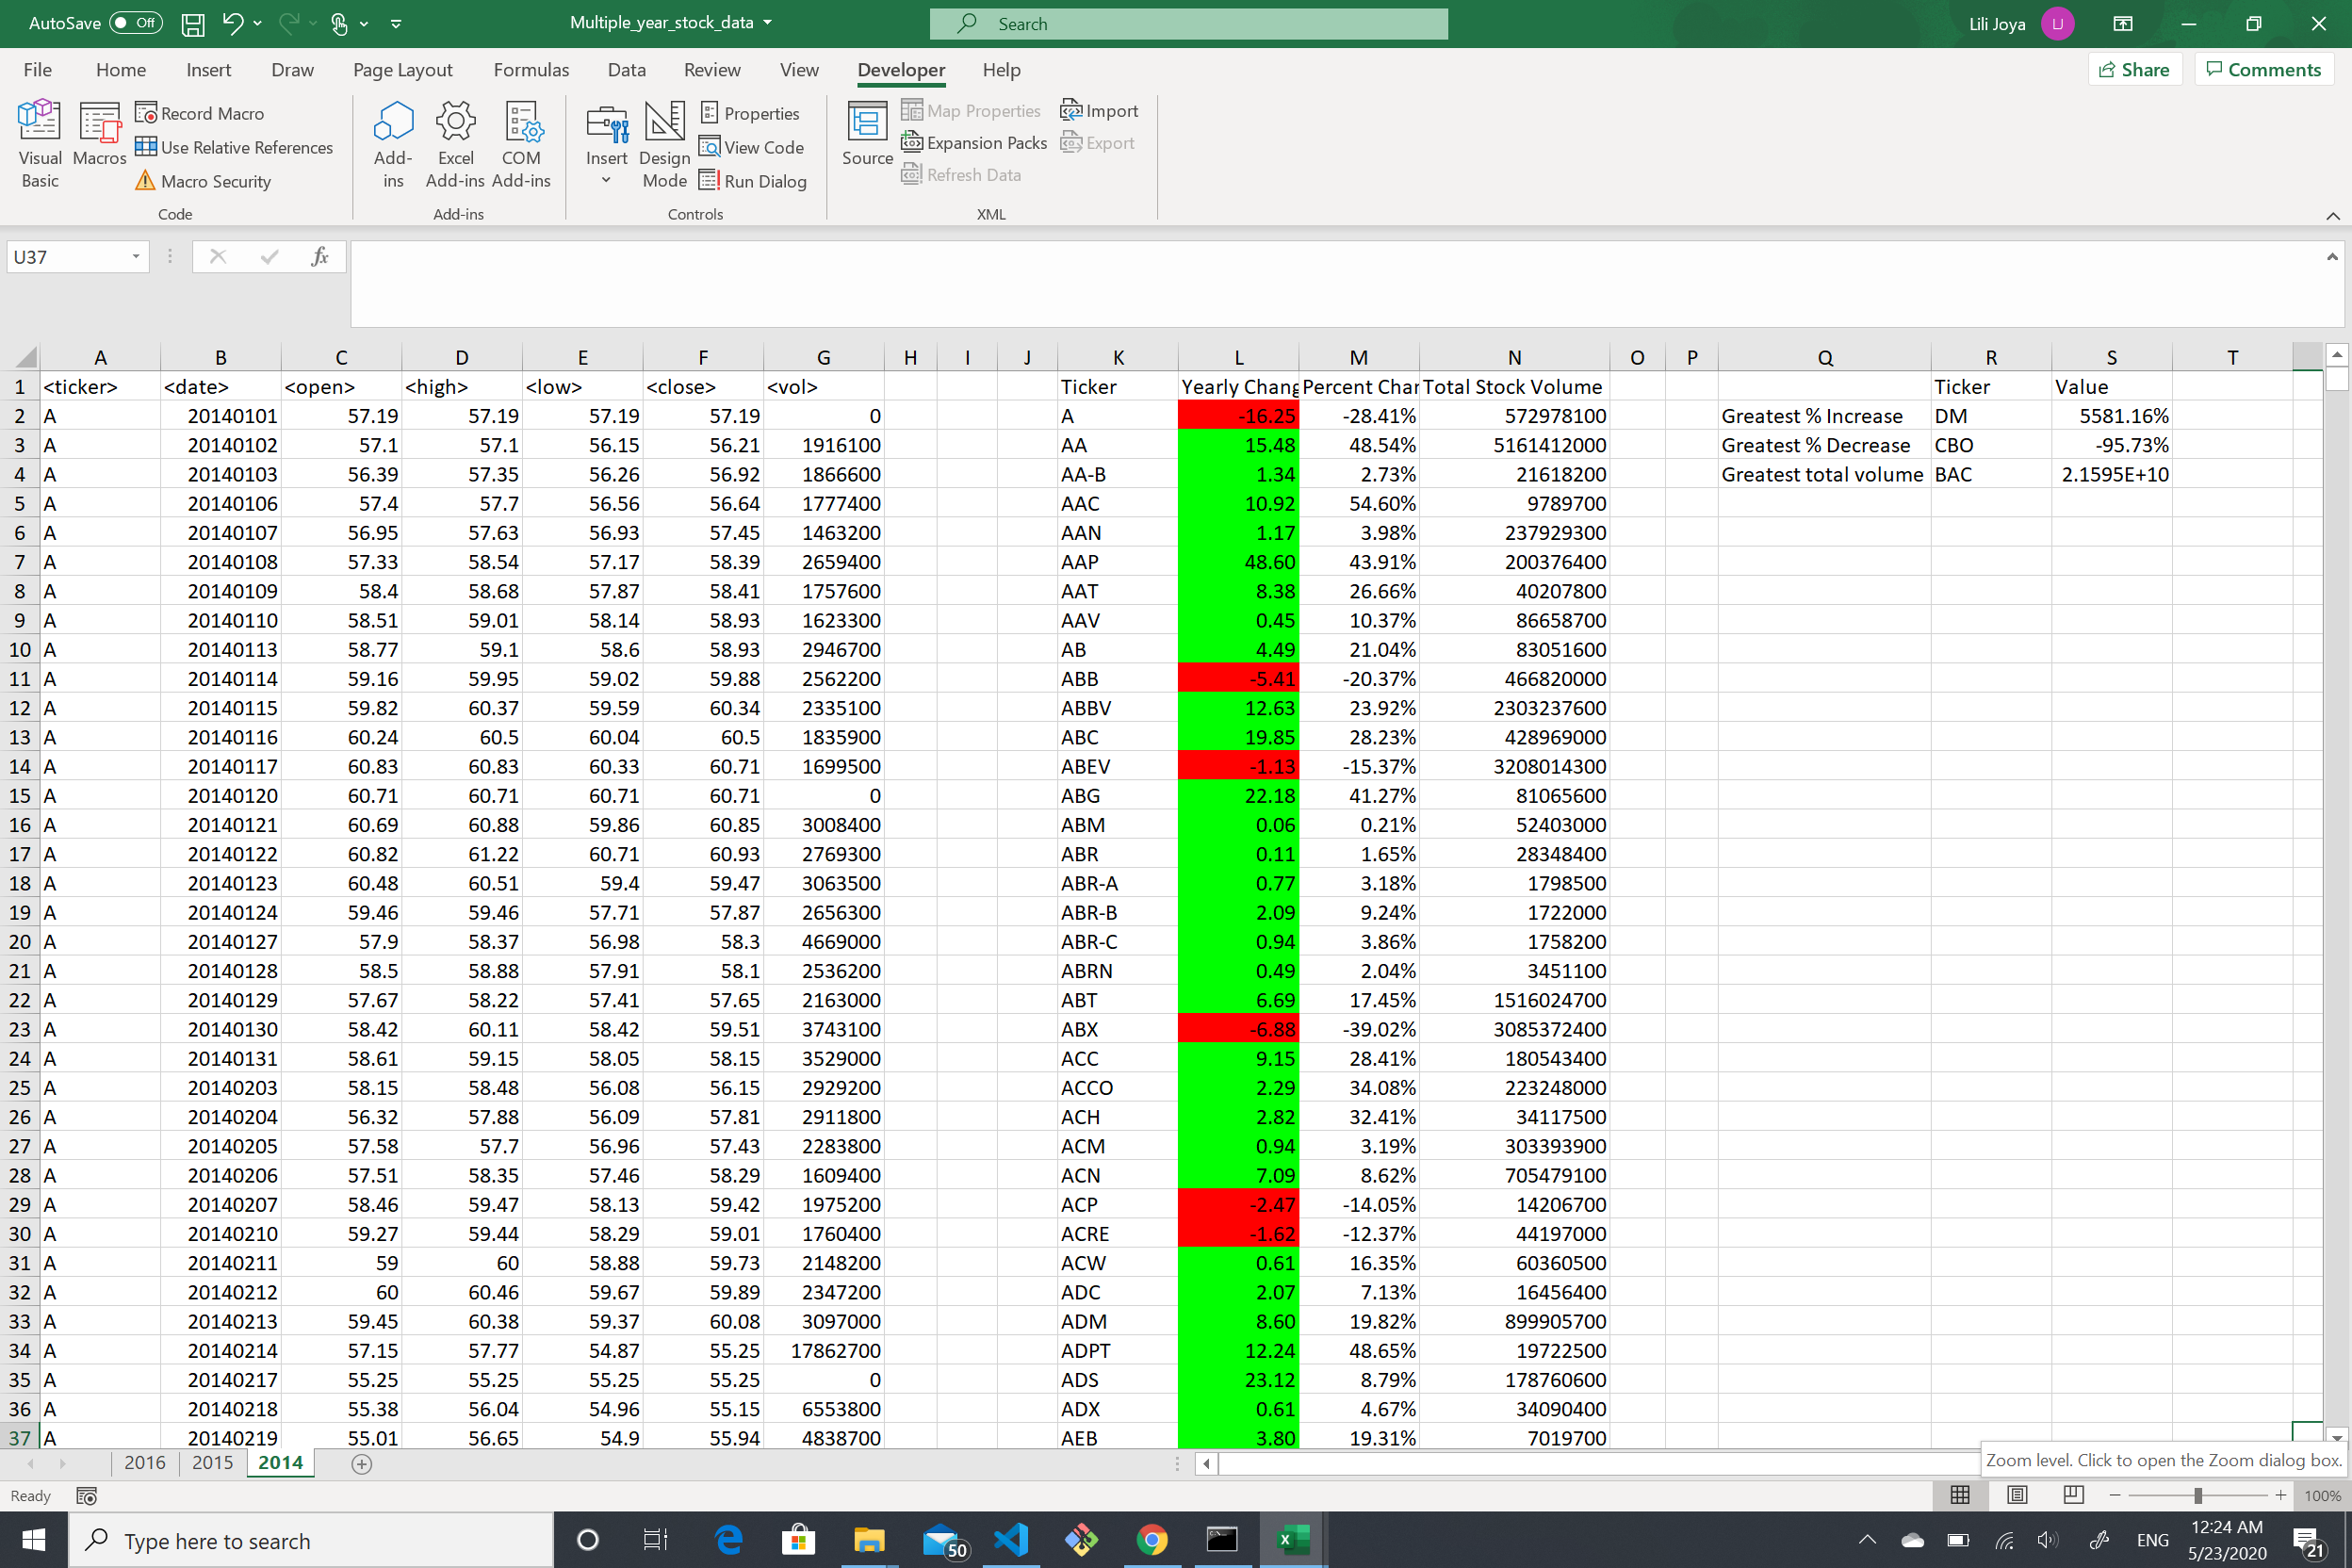 AutoSave Off Multiple_year_stock_data Search Lili Joya LJ
File Home Insert Draw Page Layout Formulas Data Review View Developer Help Share Comments
Visual Basic Macros Record Macro Use Relative References Macro Security Code
Add-ins Excel Add-ins COM Add-ins Add-ins
Insert Design Mode Properties View Code Run Dialog Controls
Source Map Properties Expansion Packs Refresh Data Import Export XML
U37 fx
A B C D E F G H I J K L M N O P Q R S T
1 <ticker> <date> <open> <high> <low> <close> <vol> Ticker Yearly Chang Percent Char Total Stock Volume Ticker Value
2 A 20140101 57.19 57.19 57.19 57.19 0 A -16.25 -28.41% 572978100 Greatest % Increase DM 5581.16%
3 A 20140102 57.1 57.1 56.15 56.21 1916100 AA 15.48 48.54% 5161412000 Greatest % Decrease CBO -95.73%
4 A 20140103 56.39 57.35 56.26 56.92 1866600 AA-B 1.34 2.73% 21618200 Greatest total volume BAC 2.1595E+10
5 A 20140106 57.4 57.7 56.56 56.64 1777400 AAC 10.92 54.60% 9789700
6 A 20140107 56.95 57.63 56.93 57.45 1463200 AAN 1.17 3.98% 237929300
7 A 20140108 57.33 58.54 57.17 58.39 2659400 AAP 48.60 43.91% 200376400
8 A 20140109 58.4 58.68 57.87 58.41 1757600 AAT 8.38 26.66% 40207800
9 A 20140110 58.51 59.01 58.14 58.93 1623300 AAV 0.45 10.37% 86658700
10 A 20140113 58.77 59.1 58.6 58.93 2946700 AB 4.49 21.04% 83051600
11 A 20140114 59.16 59.95 59.02 59.88 2562200 ABB -5.41 -20.37% 466820000
12 A 20140115 59.82 60.37 59.59 60.34 2335100 ABBV 12.63 23.92% 2303237600
13 A 20140116 60.24 60.5 60.04 60.5 1835900 ABC 19.85 28.23% 428969000
14 A 20140117 60.83 60.83 60.33 60.71 1699500 ABEV -1.13 -15.37% 3208014300
15 A 20140120 60.71 60.71 60.71 60.71 0 ABG 22.18 41.27% 81065600
16 A 20140121 60.69 60.88 59.86 60.85 3008400 ABM 0.06 0.21% 52403000
17 A 20140122 60.82 61.22 60.71 60.93 2769300 ABR 0.11 1.65% 28348400
18 A 20140123 60.48 60.51 59.4 59.47 3063500 ABR-A 0.77 3.18% 1798500
19 A 20140124 59.46 59.46 57.71 57.87 2656300 ABR-B 2.09 9.24% 1722000
20 A 20140127 57.9 58.37 56.98 58.3 4669000 ABR-C 0.94 3.86% 1758200
21 A 20140128 58.5 58.88 57.91 58.1 2536200 ABRN 0.49 2.04% 3451100
22 A 20140129 57.67 58.22 57.41 57.65 2163000 ABT 6.69 17.45% 1516024700
23 A 20140130 58.42 60.11 58.42 59.51 3743100 ABX -6.88 -39.02% 3085372400
24 A 20140131 58.61 59.15 58.05 58.15 3529000 ACC 9.15 28.41% 180543400
25 A 20140203 58.15 58.48 56.08 56.15 2929200 ACCO 2.29 34.08% 223248000
26 A 20140204 56.32 57.88 56.09 57.81 2911800 ACH 2.82 32.41% 34117500
27 A 20140205 57.58 57.7 56.96 57.43 2283800 ACM 0.94 3.19% 303393900
28 A 20140206 57.51 58.35 57.46 58.29 1609400 ACN 7.09 8.62% 705479100
29 A 20140207 58.46 59.47 58.13 59.42 1975200 ACP -2.47 -14.05% 14206700
30 A 20140210 59.27 59.44 58.29 59.01 1760400 ACRE -1.62 -12.37% 44197000
31 A 20140211 59 60 58.88 59.73 2148200 ACW 0.61 16.35% 60360500
32 A 20140212 60 60.46 59.67 59.89 2347200 ADC 2.07 7.13% 16456400
33 A 20140213 59.45 60.38 59.37 60.08 3097000 ADM 8.60 19.82% 899905700
34 A 20140214 57.15 57.77 54.87 55.25 17862700 ADPT 12.24 48.65% 19722500
35 A 20140217 55.25 55.25 55.25 55.25 0 ADS 23.12 8.79% 178760600
36 A 20140218 55.38 56.04 54.96 55.15 6553800 ADX 0.61 4.67% 34090400
37 A 20140219 55.01 56.65 54.9 55.94 4838700 AEB 3.80 19.31% 7019700
2016 2015 2014
Zoom level. Click to open the Zoom dialog box.
Ready 100%
Type here to search 50 ENG 12:24 AM 5/23/2020 21